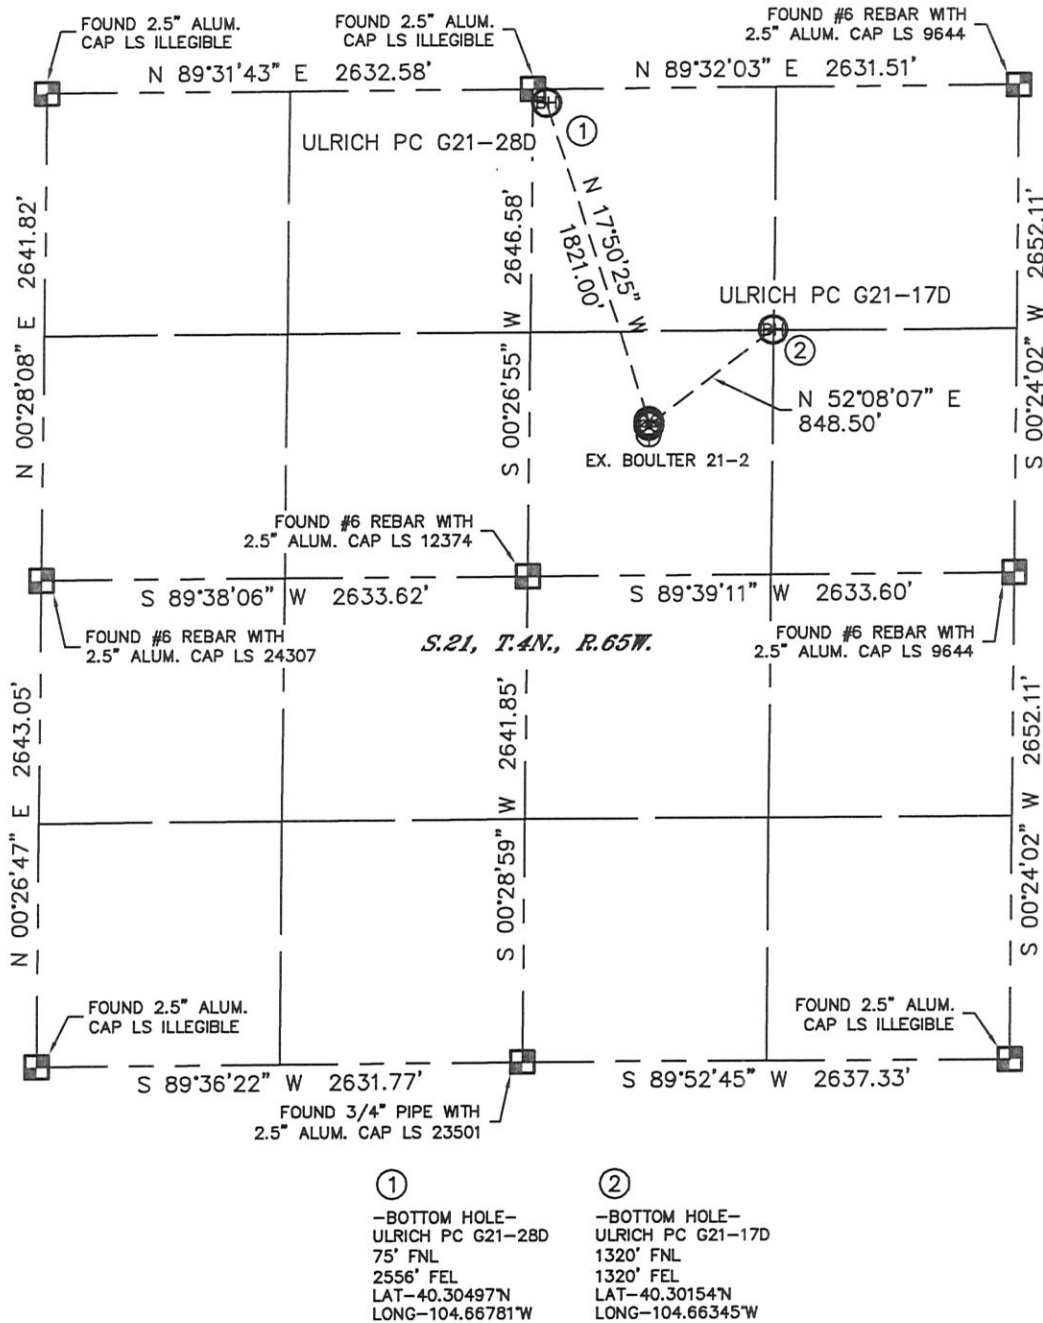 FOUND 2.5" ALUM.
CAP LS ILLEGIBLE
FOUND 2.5" ALUM.
CAP LS ILLEGIBLE
FOUND #6 REBAR WITH
2.5" ALUM. CAP LS 9644
N 89°31'43" E 2632.58'
N 89°32'03" E 2631.51'
BH
1
ULRICH PC G21-28D
N 00°28'08" E 2641.82'
S 00°26'55" W 2646.58'
N 17°50'25" W
1821.00'
S 00°24'02" W 2652.11'
ULRICH PC G21-17D
BH
2
N 52°08'07" E
848.50'
EX. BOULTER 21-2
FOUND #6 REBAR WITH
2.5" ALUM. CAP LS 12374
S 89°38'06" W 2633.62'
S 89°39'11" W 2633.60'
FOUND #6 REBAR WITH
2.5" ALUM. CAP LS 24307
S.21, T.4N., R.65W.
FOUND #6 REBAR WITH
2.5" ALUM. CAP LS 9644
N 00°26'47" E 2643.05'
S 00°28'59" W 2641.85'
S 00°24'02" W 2652.11'
FOUND 2.5" ALUM.
CAP LS ILLEGIBLE
FOUND 2.5" ALUM.
CAP LS ILLEGIBLE
S 89°36'22" W 2631.77'
S 89°52'45" W 2637.33'
FOUND 3/4" PIPE WITH
2.5" ALUM. CAP LS 23501
1
-BOTTOM HOLE-
ULRICH PC G21-28D
75' FNL
2556' FEL
LAT-40.30497°N
LONG-104.66781°W
2
-BOTTOM HOLE-
ULRICH PC G21-17D
1320' FNL
1320' FEL
LAT-40.30154°N
LONG-104.66345°W